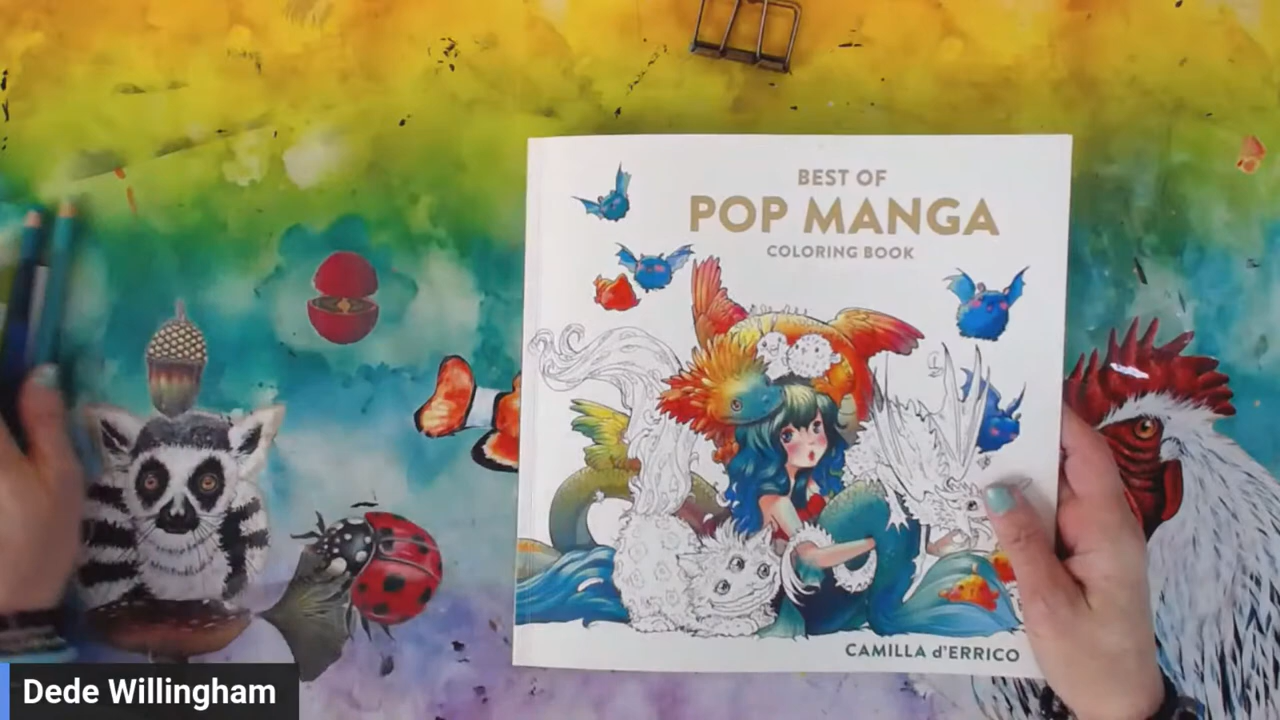 BEST OF
POP MANGA
COLORING BOOK
CAMILLA d'ERRICO
Dede Willingham